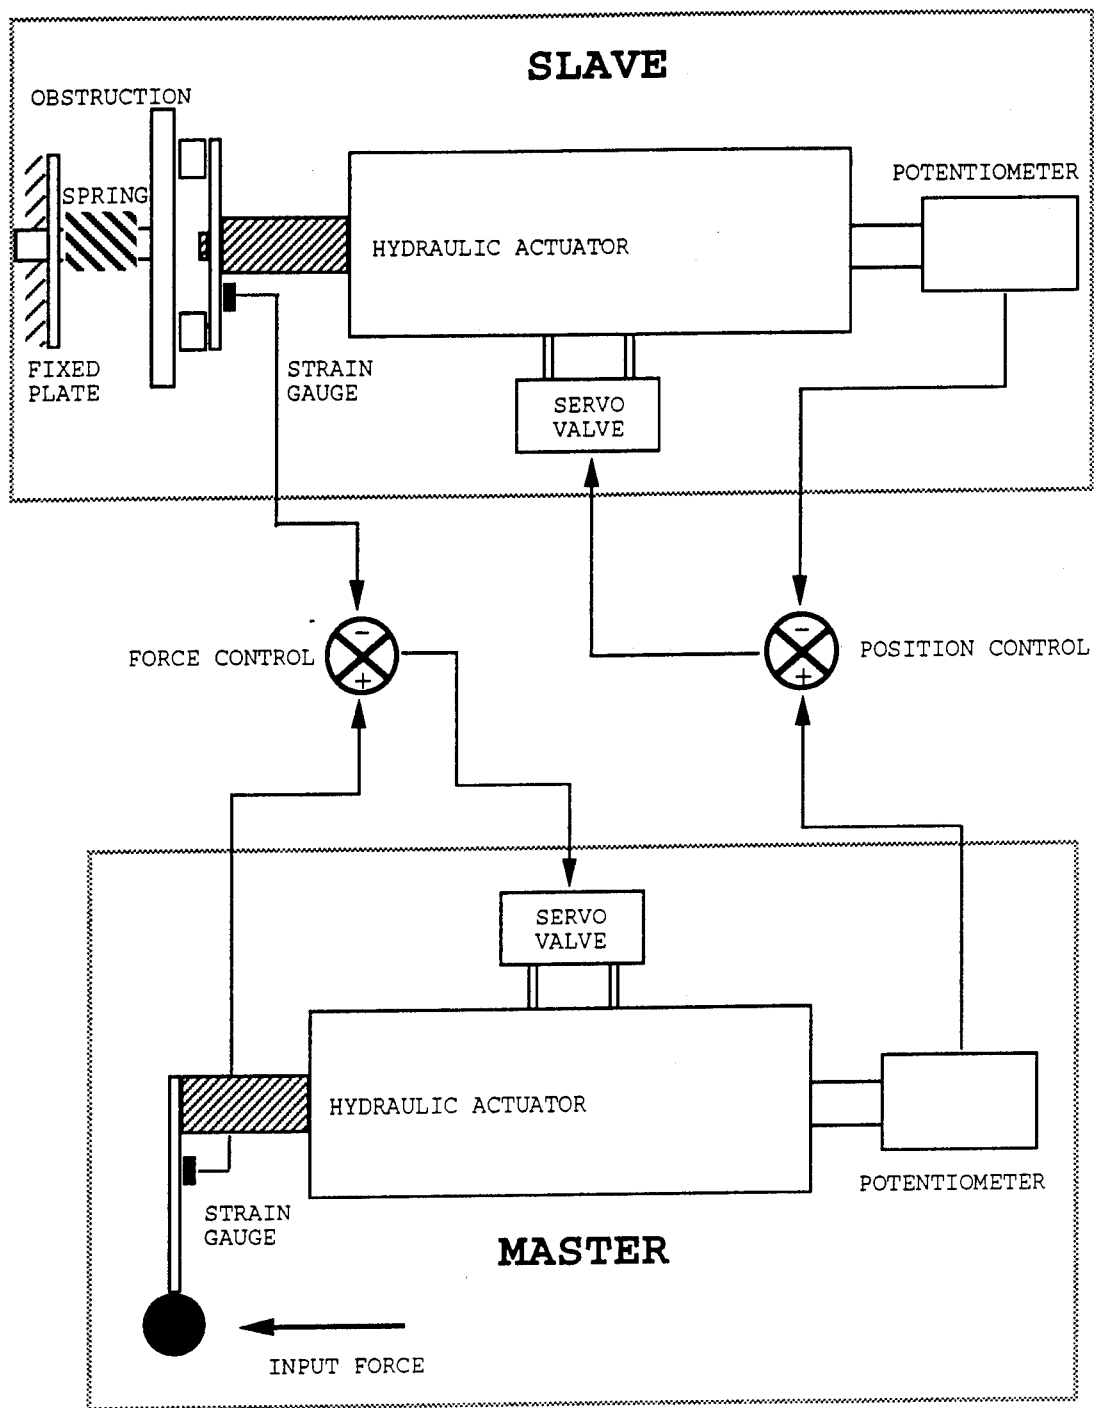 SLAVE
OBSTRUCTION
SPRING
POTENTIOMETER
HYDRAULIC ACTUATOR
FIXED
PLATE
STRAIN
GAUGE
SERVO
VALVE
-
-
FORCE CONTROL
POSITION CONTROL
+
+
SERVO
VALVE
HYDRAULIC ACTUATOR
POTENTIOMETER
STRAIN
GAUGE
MASTER
INPUT FORCE